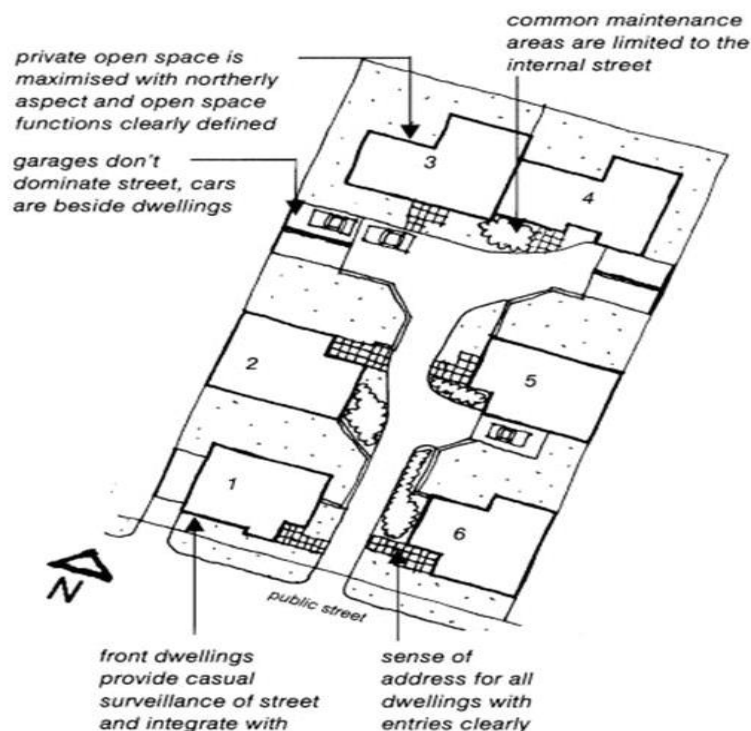 common maintenance
areas are limited to the
internal street
private open space is
maximised with northerly
aspect and open space
functions clearly defined
garages don't
dominate street, cars
are beside dwellings
3
4
2
5
1
6
N
public street
front dwellings
provide casual
surveillance of street
and integrate with
sense of
address for all
dwellings with
entries clearly